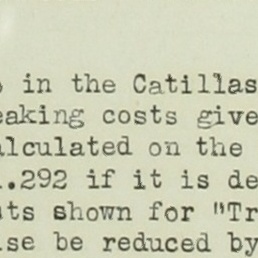 in the Catillas
eaking costs give
alculated on the
.292 if it is de
ts shown for "Tr
se be reduced by